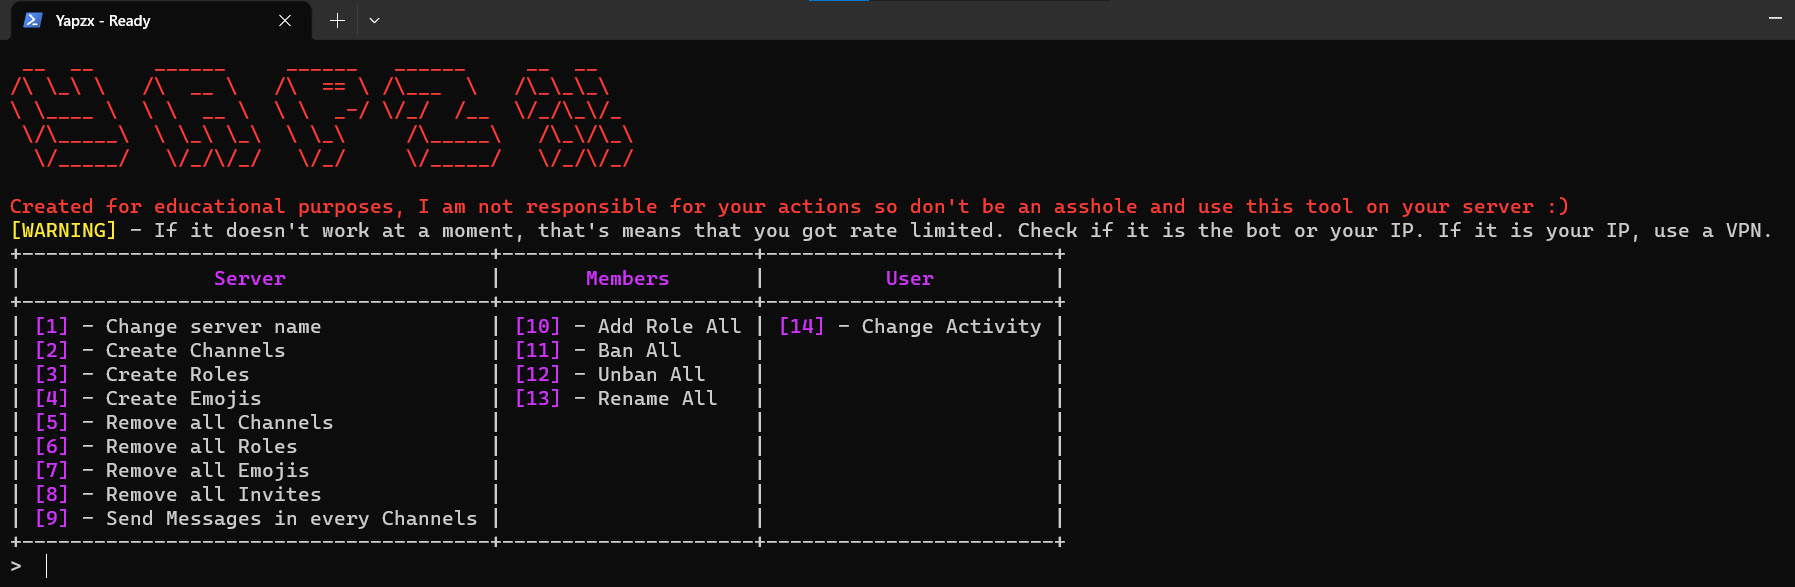 Yapzx - Ready
YAPZX
Created for educational purposes, I am not responsible for your actions so don't be an asshole and use this tool on your server :)
[WARNING] - If it doesn't work at a moment, that's means that you got rate limited. Check if it is the bot or your IP. If it is your IP, use a VPN.
Server | Members | User
[1] - Change server name | [10] - Add Role All | [14] - Change Activity
[2] - Create Channels | [11] - Ban All
[3] - Create Roles | [12] - Unban All
[4] - Create Emojis | [13] - Rename All
[5] - Remove all Channels
[6] - Remove all Roles
[7] - Remove all Emojis
[8] - Remove all Invites
[9] - Send Messages in every Channels
>